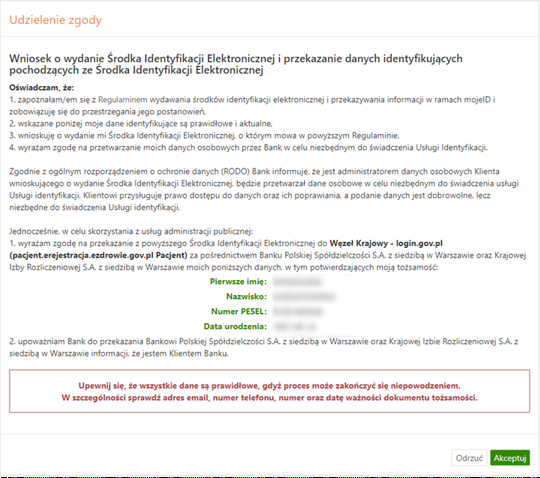 Udzielenie zgody
Wniosek o wydanie Środka Identyfikacji Elektronicznej i przekazanie danych identyfikujących
pochodzących ze Środka Identyfikacji Elektronicznej
Oświadczam, że:
1. zapoznałam/em się z Regulaminem wydawania środków identyfikacji elektronicznej i przekazywania informacji w ramach mojeID i
zobowiązuję się do przestrzegania jego postanowień,
2. wskazane poniżej moje dane identyfikujące są prawidłowe i aktualne,
3. wnioskuję o wydanie mi Środka Identyfikacji Elektronicznej, o którym mowa w powyższym Regulaminie,
4. wyrażam zgodę na przetwarzanie moich danych osobowych przez Bank w celu niezbędnym do świadczenia Usługi Identyfikacji.
Zgodnie z ogólnym rozporządzeniem o ochronie danych (RODO) Bank informuje, że jest administratorem danych osobowych Klienta
wnioskującego o wydanie Środka Identyfikacji Elektronicznej, będzie przetwarzał dane osobowe w celu niezbędnym do świadczenia usługi
Usługi identyfikacji, Klientowi przysługuje prawo dostępu do danych oraz ich poprawiania, a podanie danych jest dobrowolne, lecz
niezbędne do świadczenia Usługi identyfikacji.
Jednocześnie, w celu skorzystania z usług administracji publicznej:
1. wyrażam zgodę na przekazanie z powyższego Środka Identyfikacji Elektronicznej do Węzeł Krajowy - login.gov.pl
(pacjent.erejestracja.ezdrowie.gov.pl Pacjent) za pośrednictwem Banku Polskiej Spółdzielczości S.A. z siedzibą w Warszawie oraz Krajowej
Izby Rozliczeniowej S.A. z siedzibą w Warszawie moich poniższych danych, w tym potwierdzających moją tożsamość:
Pierwsze imię:
Nazwisko:
Numer PESEL:
Data urodzenia:
2. upoważniam Bank do przekazania Bankowi Polskiej Spółdzielczości S.A. z siedzibą w Warszawie oraz Krajowej Izbie Rozliczeniowej S.A. z
siedzibą w Warszawie informacji, że jestem Klientem Banku.
Upewnij się, że wszystkie dane są prawidłowe, gdyż proces może zakończyć się niepowodzeniem.
W szczególności sprawdź adres email, numer telefonu, numer oraz datę ważności dokumentu tożsamości.
Odrzuć Akceptuj